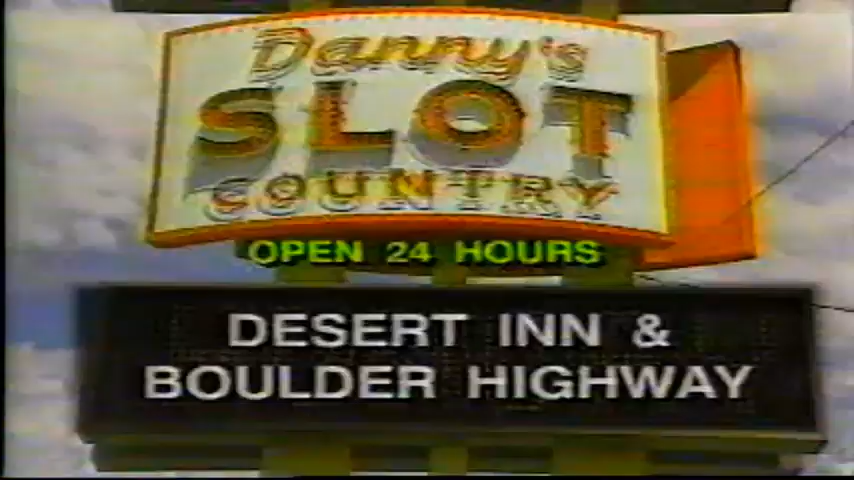 Danny's
SLOT
COUNTRY
OPEN 24 HOURS
DESERT INN &
BOULDER HIGHWAY